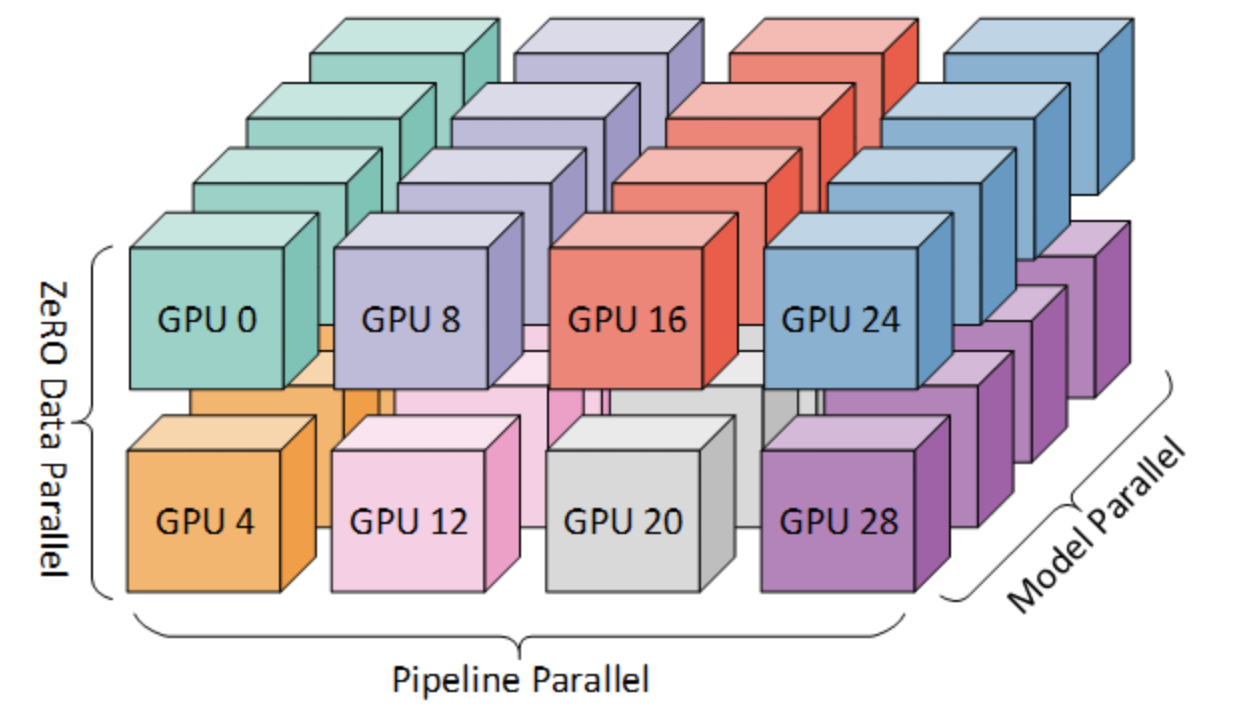 GPU 0
GPU 8
GPU 16
GPU 24
ZeRO Data Parallel
GPU 4
GPU 12
GPU 20
GPU 28
Model Parallel
Pipeline Parallel